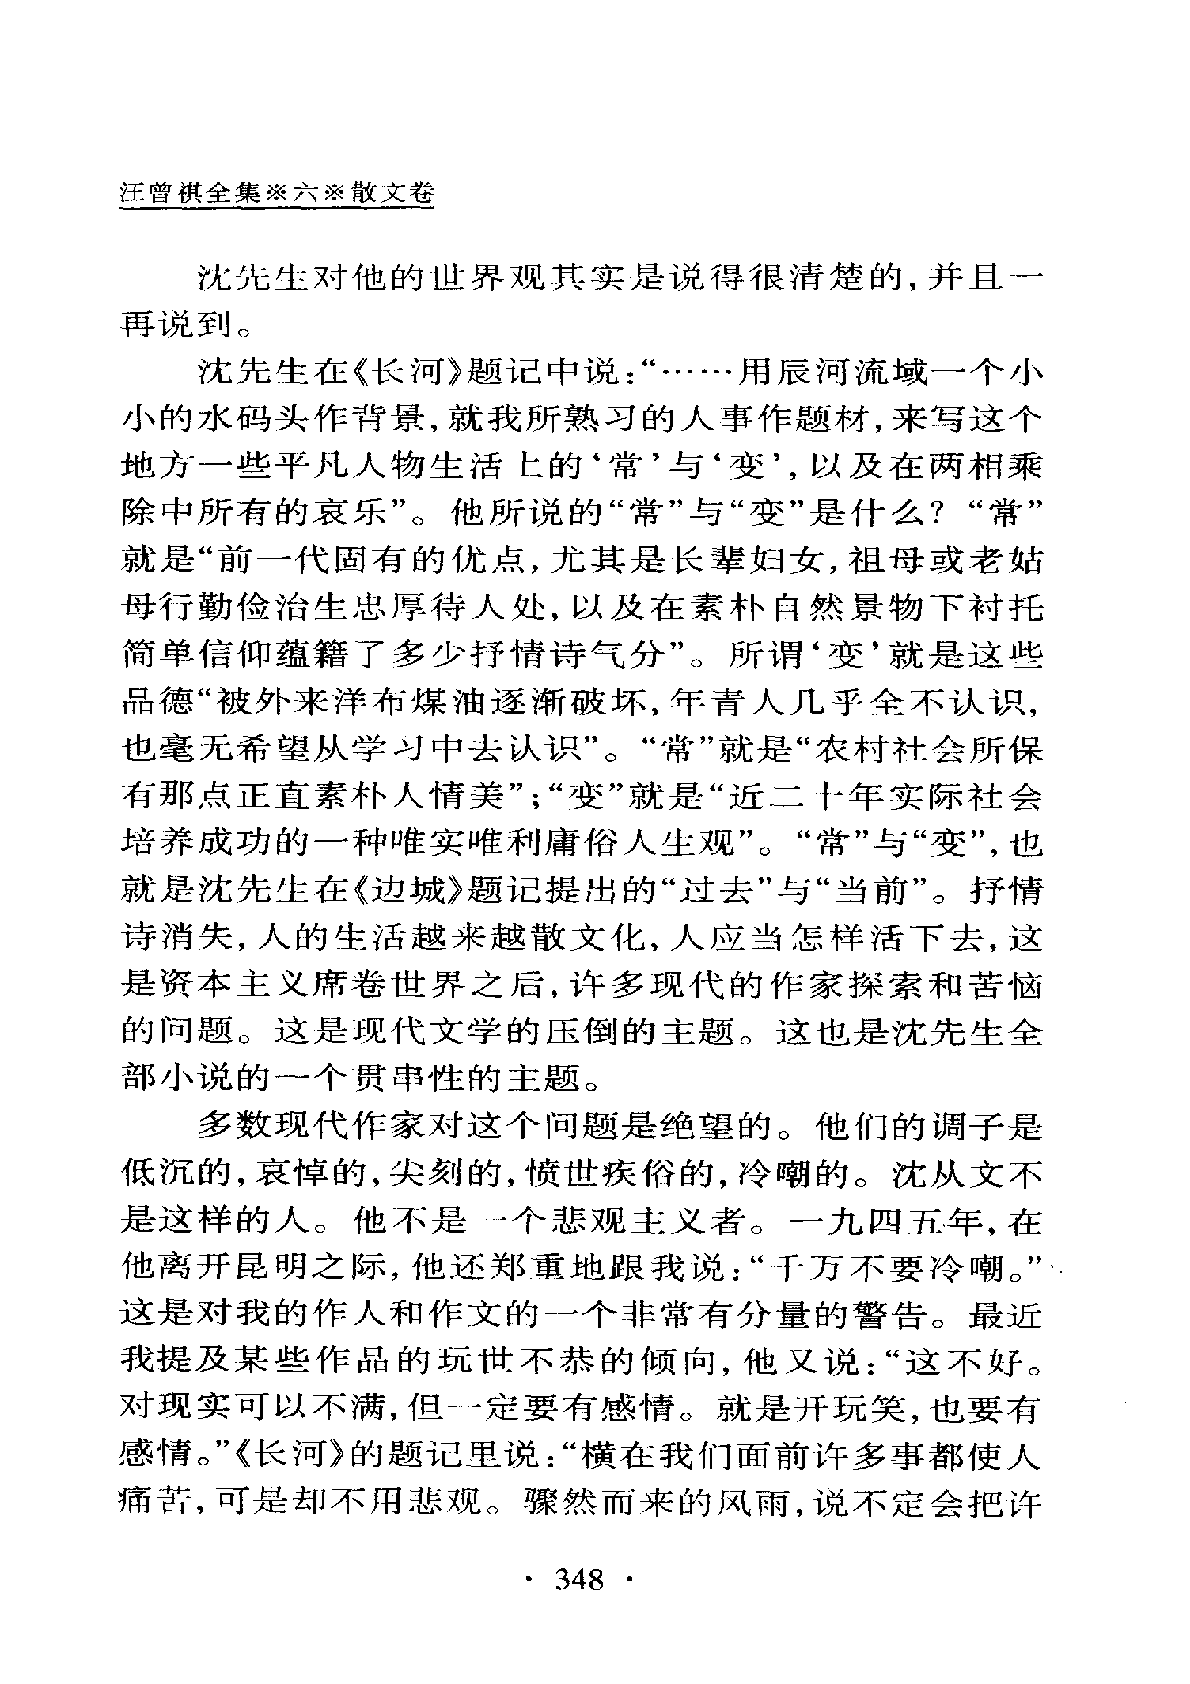 汪曾祺全集※六※散文卷
沈先生对他的世界观其实是说得很清楚的,并且一
再说到。
沈先生在《长河》题记中说:“……用辰河流域一个小
小的水码头作背景,就我所熟习的人事作题材,来写这个
地方一些平凡人物生活上的‘常’与‘变’,以及在两相乘
除中所有的哀乐”。他所说的“常”与“变”是什么?“常”
就是“前一代固有的优点,尤其是长辈妇女,祖母或老姑
母行勤俭治生忠厚待人处,以及在素朴自然景物下衬托
简单信仰蕴籍了多少抒情诗气分”。所谓‘变’就是这些
品德“被外来洋布煤油逐渐破坏,年青人几乎全不认识,
也毫无希望从学习中去认识”。“常”就是“农村社会所保
有那点正直素朴人情美”;“变”就是“近二十年实际社会
培养成功的一种唯实唯利庸俗人生观”。“常”与“变”,也
就是沈先生在《边城》题记提出的“过去”与“当前”。抒情
诗消失,人的生活越来越散文化,人应当怎样活下去,这
是资本主义席卷世界之后,许多现代的作家探索和苦恼
的问题。这是现代文学的压倒的主题。这也是沈先生全
部小说的一个贯串性的主题。
多数现代作家对这个问题是绝望的。他们的调子是
低沉的,哀悼的,尖刻的,愤世疾俗的,冷嘲的。沈从文不
是这样的人。他不是一个悲观主义者。一九四五年,在
他离开昆明之际,他还郑重地跟我说:“千万不要冷嘲。”
这是对我的作人和作文的一个非常有分量的警告。最近
我提及某些作品的玩世不恭的倾向,他又说:“这不好。
对现实可以不满,但一定要有感情。就是开玩笑,也要有
感情。”《长河》的题记里说:“横在我们面前许多事都使人
痛苦,可是却不用悲观。骤然而来的风雨,说不定会把许
· 348 ·